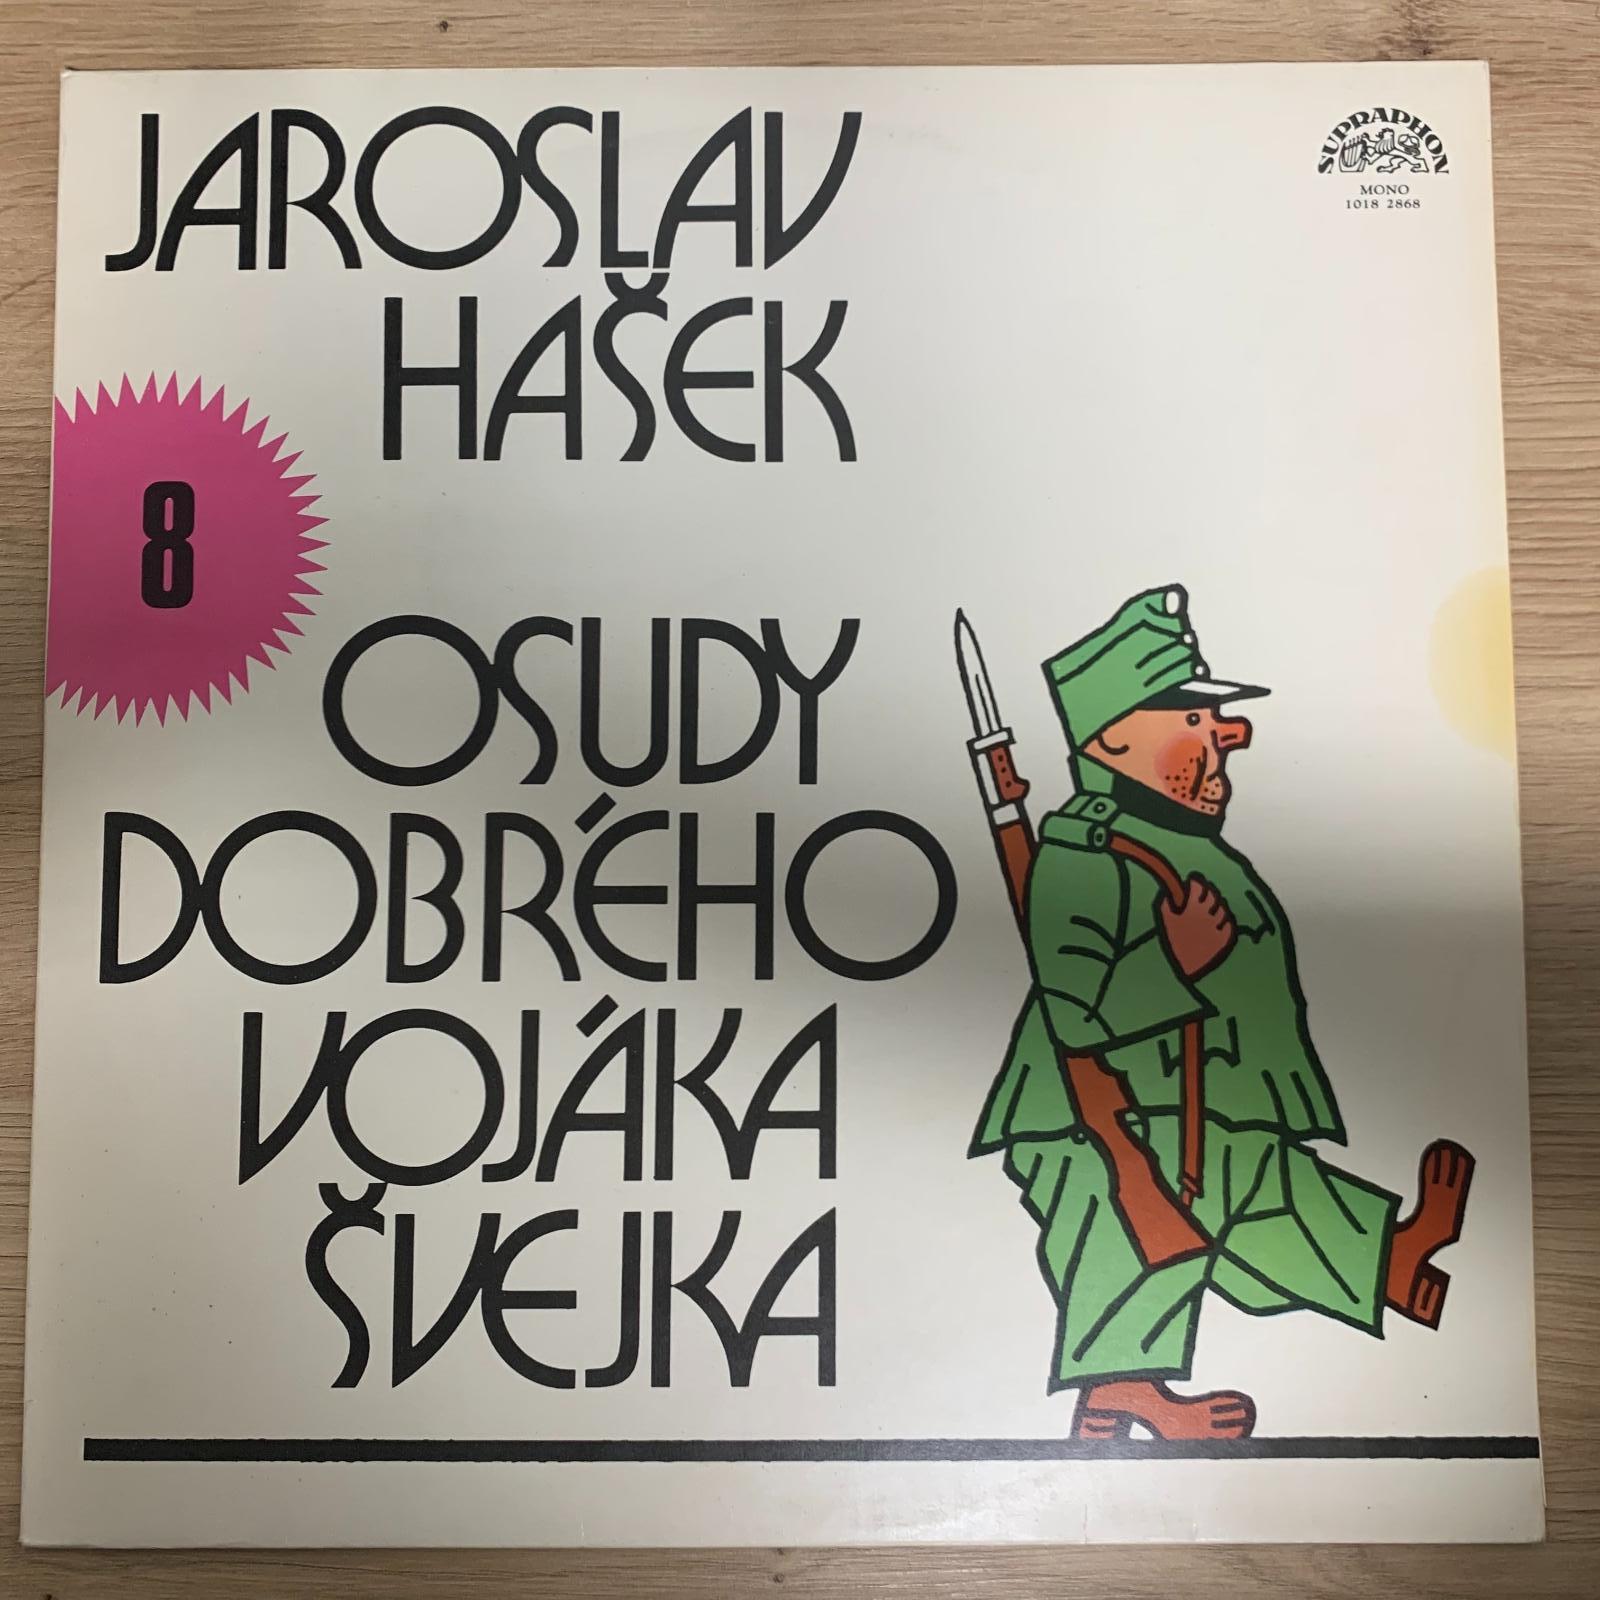 JAROSLAV
HAŠEK
SUPRAPHON
MONO
1018 2868
8
OSUDY
DOBRÉHO
VOJÁKA
ŠVEJKA